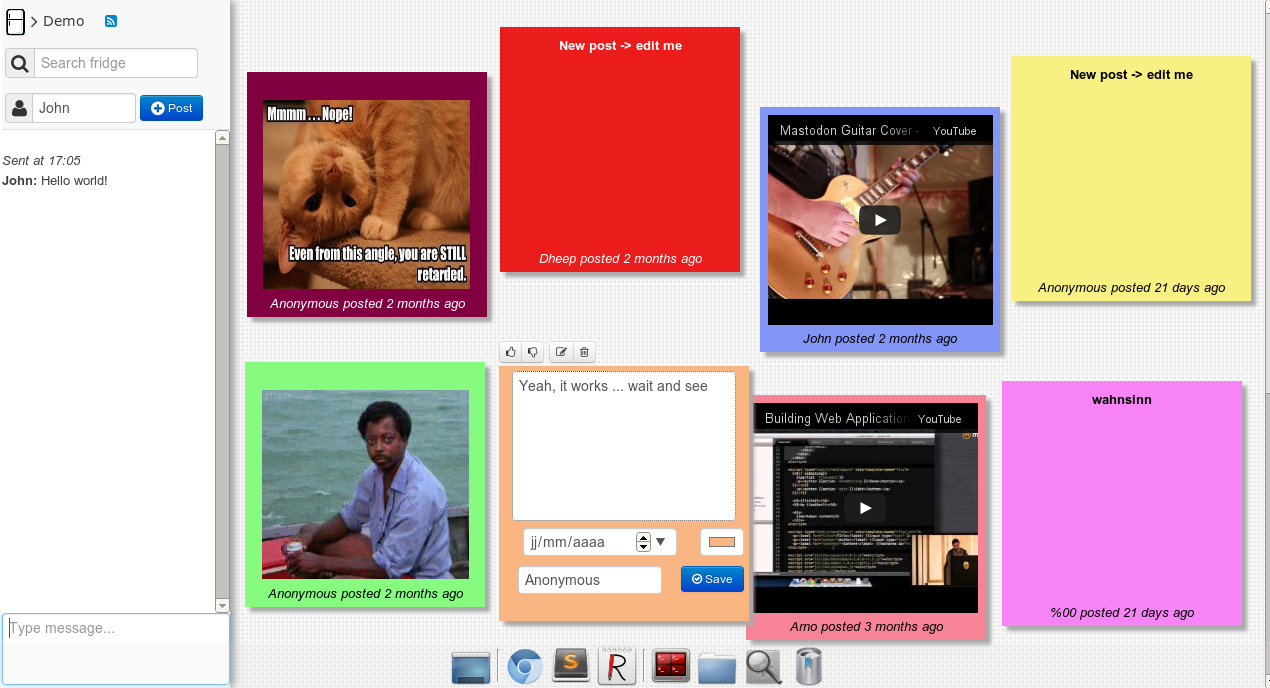 Demo
Search fridge
John
Post
Sent at 17:05
John: Hello world!
Type message...
Mmmm . . . Nope!
Even from this angle, you are STILL
retarded.
Anonymous posted 2 months ago
New post -> edit me
Dheep posted 2 months ago
Mastodon Guitar Cover -
YouTube
John posted 2 months ago
New post -> edit me
Anonymous posted 21 days ago
Anonymous posted 2 months ago
Yeah, it works ... wait and see
jj/mm/aaaa
Anonymous
Save
Building Web Application
YouTube
Arno posted 3 months ago
wahnsinn
%00 posted 21 days ago
S
R